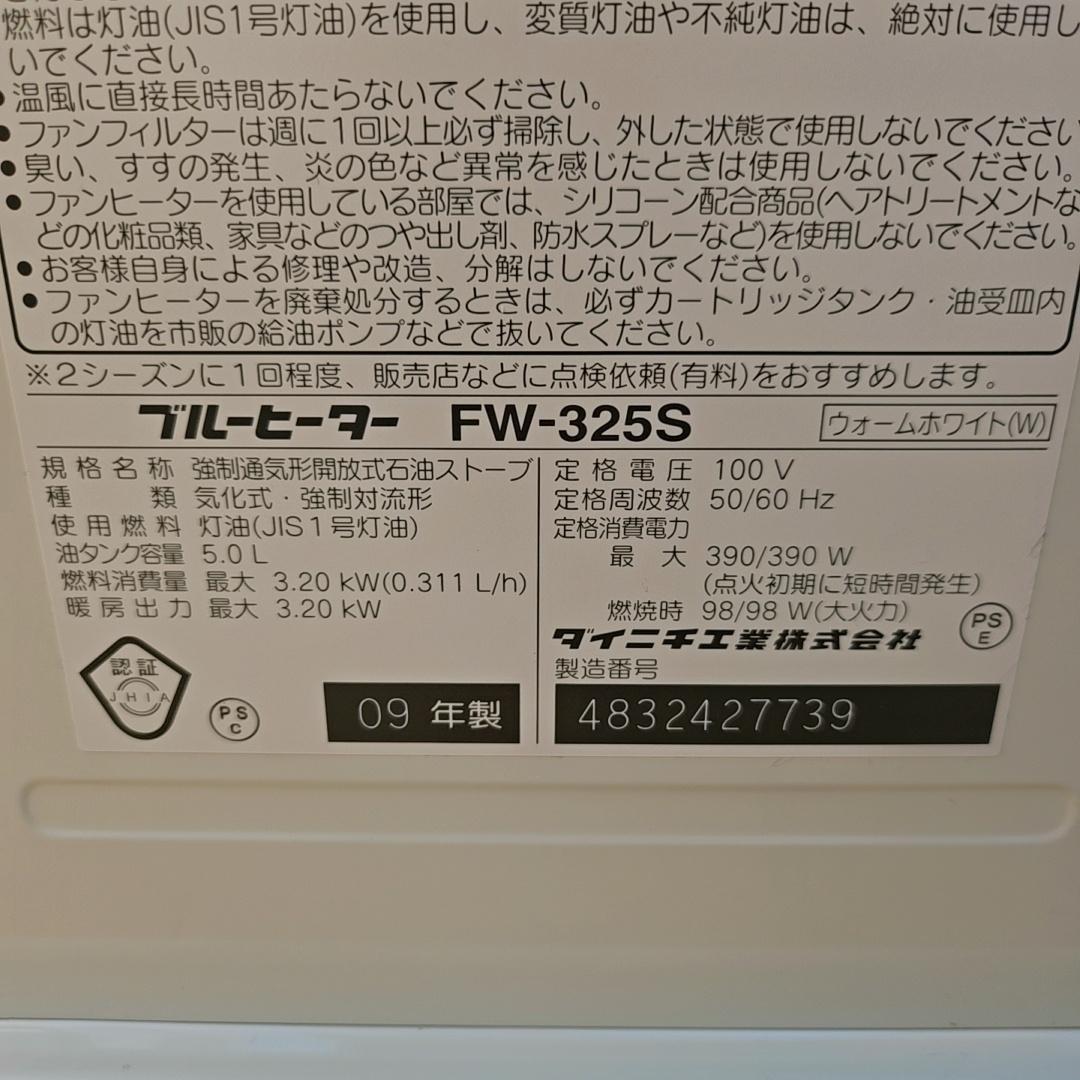 燃料は灯油(JIS1号灯油)を使用し、変質灯油や不純灯油は、絶対に使用し
いでください。
●温風に直接長時間あたらないでください。
●ファンフィルターは週に1回以上必ず掃除し、外した状態で使用しないでください
●臭い、すすの発生、炎の色など異常を感じたときは使用しないでください。
●ファンヒーターを使用している部屋では、シリコーン配合商品(ヘアトリートメントな
どの化粧品類、家具などのつや出し剤、防水スプレーなど)を使用しないでください。
●お客様自身による修理や改造、分解はしないでください。
●ファンヒーターを廃棄処分するときは、必ずカートリッジタンク・油受皿内
の灯油を市販の給油ポンプなどで抜いてください。
※2シーズンに1回程度、販売店などに点検依頼(有料)をおすすめします。
ブルーヒーター FW-325S ウォームホワイト(W)
規格名称 強制通気形開放式石油ストーブ
種類 気化式・強制対流形
使用燃料 灯油(JIS1号灯油)
油タンク容量 5.0 L
燃料消費量 最大 3.20 kW(0.311 L/h)
暖房出力 最大 3.20 kW
認証
JHIA
PS
C
09 年製
定格電圧 100 V
定格周波数 50/60 Hz
定格消費電力
最大 390/390 W
(点火初期に短時間発生)
燃焼時 98/98 W(大火力)
ダイニチ工業株式会社
PS
E
製造番号
4832427739